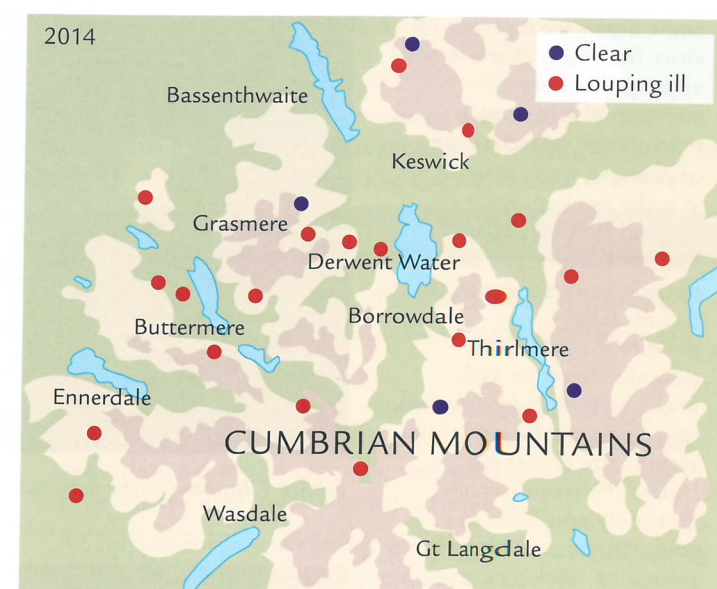 2014
Clear
Louping ill
Bassenthwaite
Keswick
Grasmere
Derwent Water
Borrowdale
Buttermere
Thirlmere
Ennerdale
CUMBRIAN MOUNTAINS
Wasdale
Gt Langdale